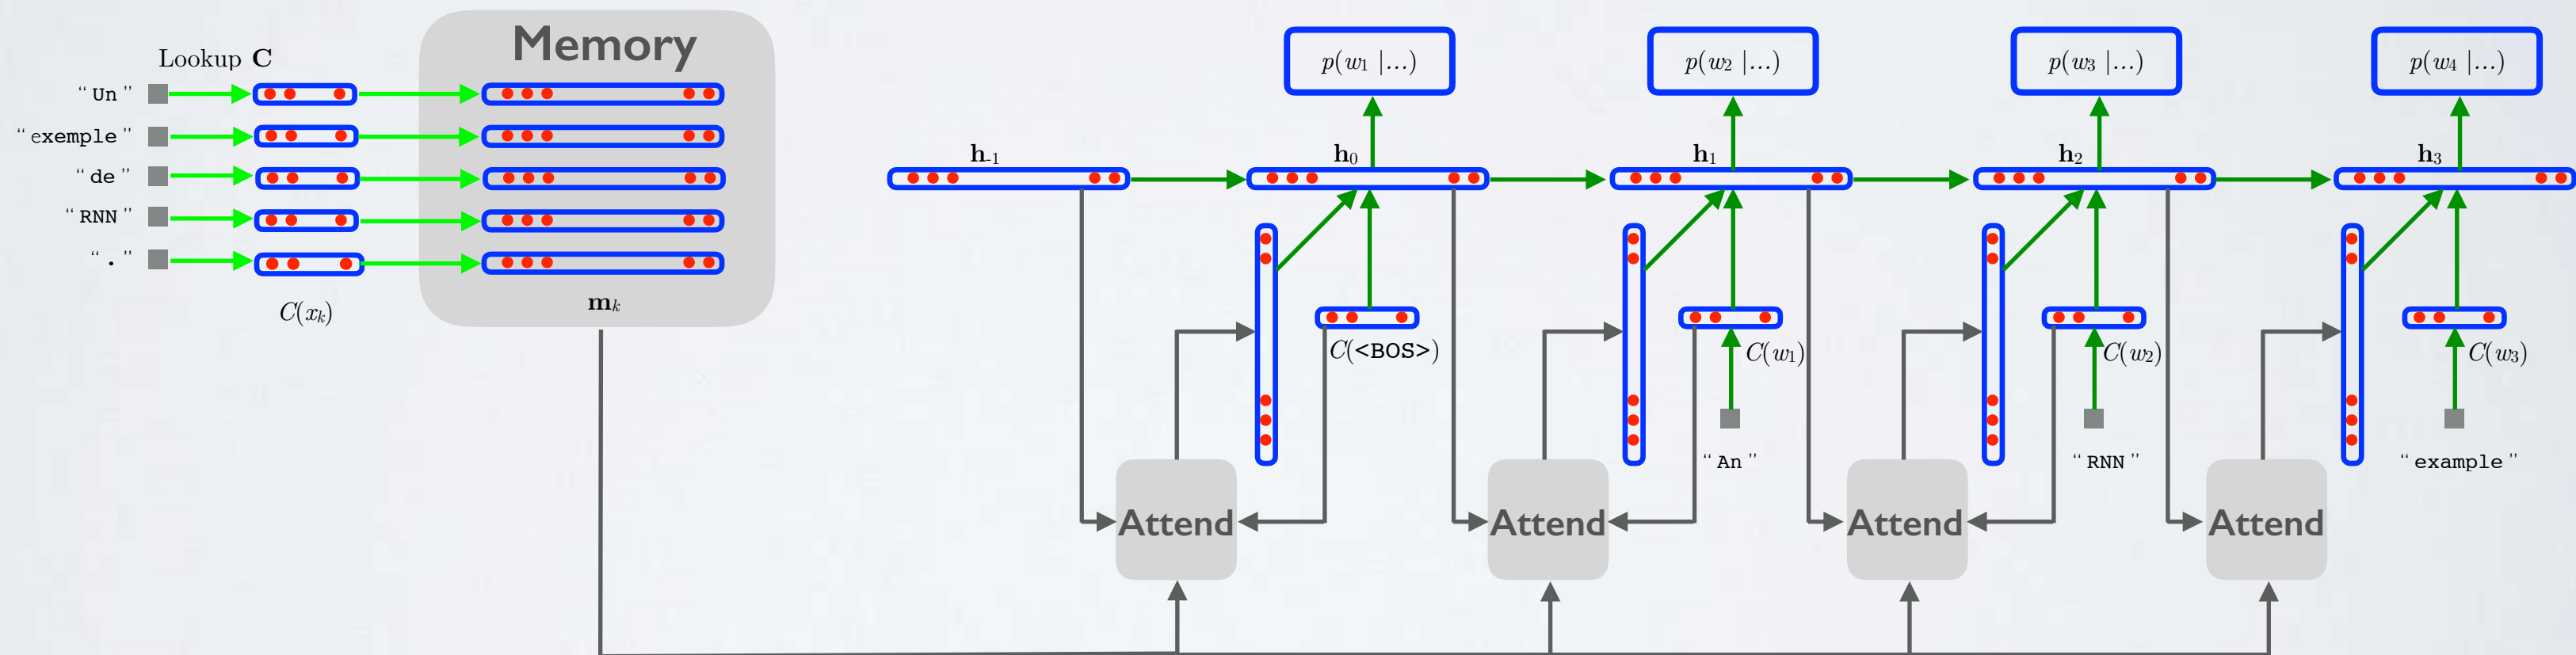 Lookup C
Memory
“ Un ”
“ exemple ”
“ de ”
“ RNN ”
“ . ”
C(xk)
mk
p(w1 |...)
p(w2 |...)
p(w3 |...)
p(w4 |...)
h-1
h0
h1
h2
h3
C(<BOS>)
C(w1)
C(w2)
C(w3)
“ An ”
“ RNN ”
“ example ”
Attend
Attend
Attend
Attend